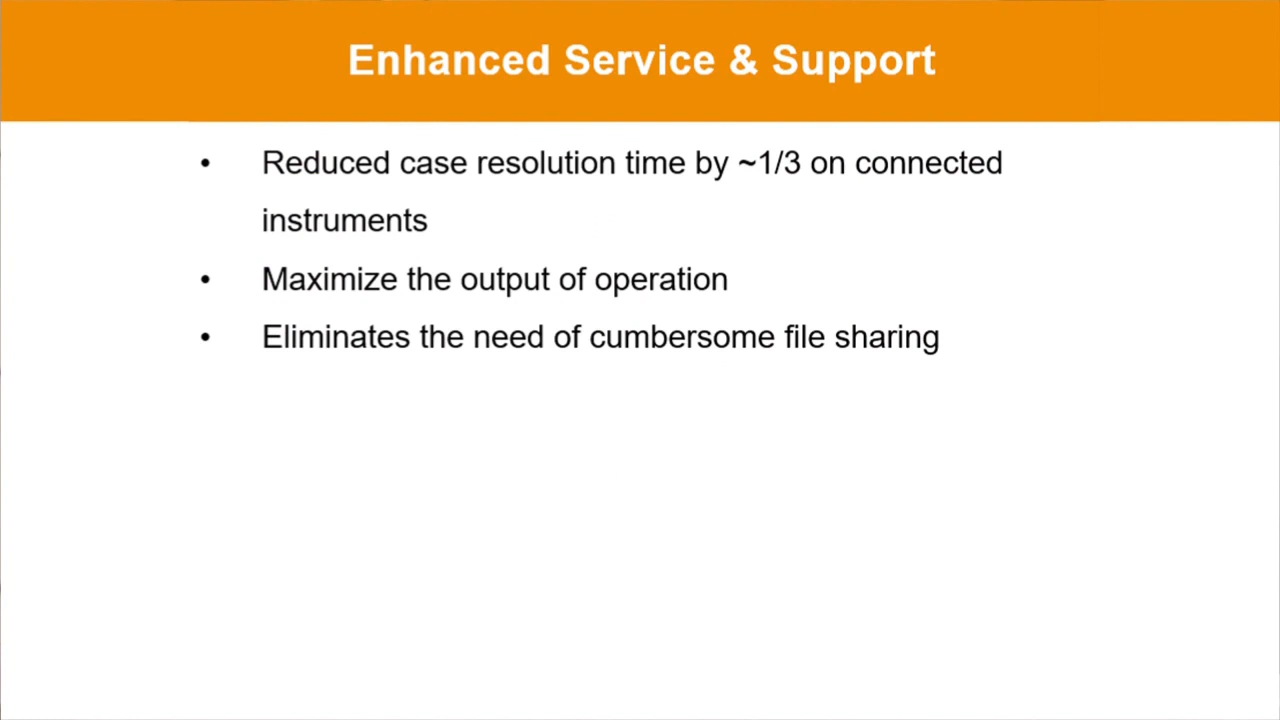 Enhanced Service & Support
• Reduced case resolution time by ~1/3 on connected
instruments
• Maximize the output of operation
• Eliminates the need of cumbersome file sharing